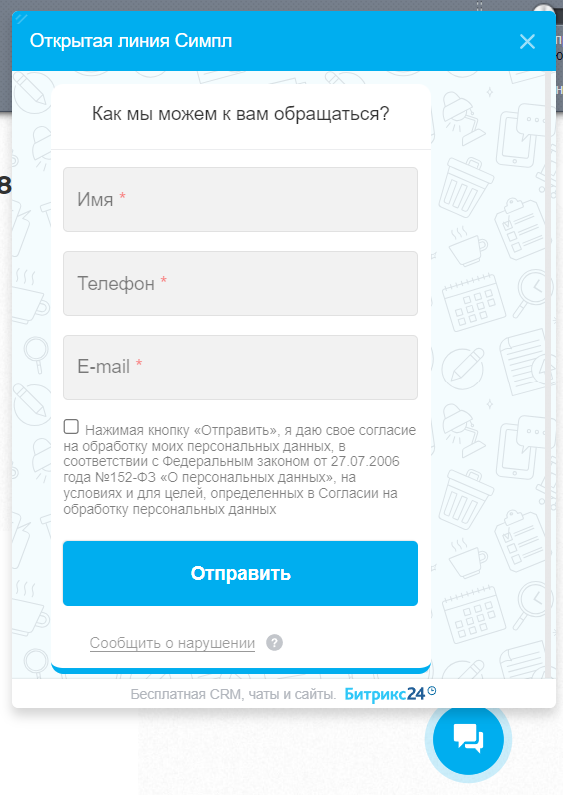 Открытая линия Симпл
Как мы можем к вам обращаться?
Имя *
Телефон *
E-mail *
Нажимая кнопку «Отправить», я даю свое согласие
на обработку моих персональных данных, в
соответствии с Федеральным законом от 27.07.2006
года №152-ФЗ «О персональных данных», на
условиях и для целей, определенных в Согласии на
обработку персональных данных
Отправить
Сообщить о нарушении ?
Бесплатная CRM, чаты и сайты. Битрикс24